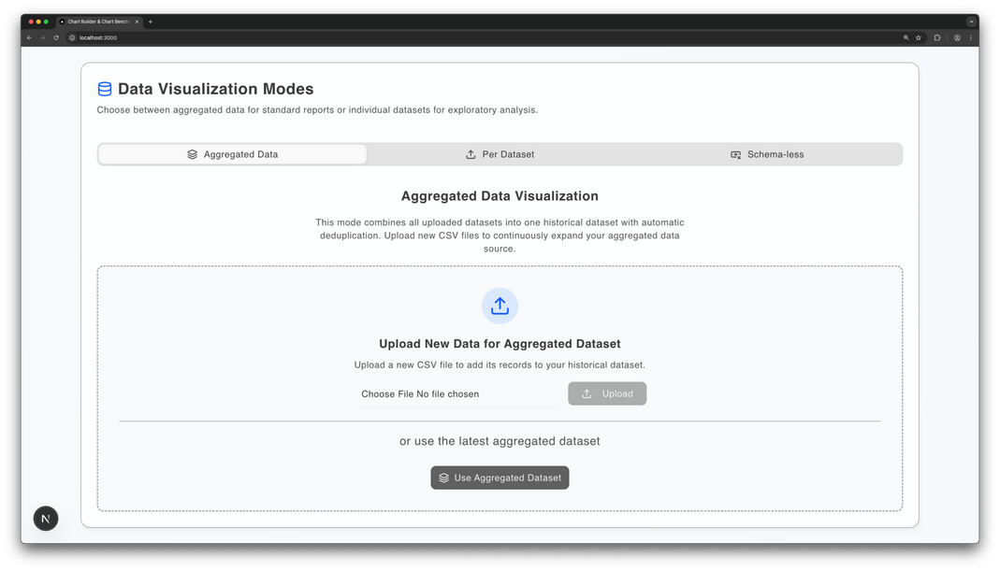 Chart Builder & Chart Bench
localhost:3000
Data Visualization Modes
Choose between aggregated data for standard reports or individual datasets for exploratory analysis.
Aggregated Data
Per Dataset
Schema-less
Aggregated Data Visualization
This mode combines all uploaded datasets into one historical dataset with automatic
deduplication. Upload new CSV files to continuously expand your aggregated data
source.
Upload New Data for Aggregated Dataset
Upload a new CSV file to add its records to your historical dataset.
Choose File No file chosen
Upload
or use the latest aggregated dataset
Use Aggregated Dataset
N